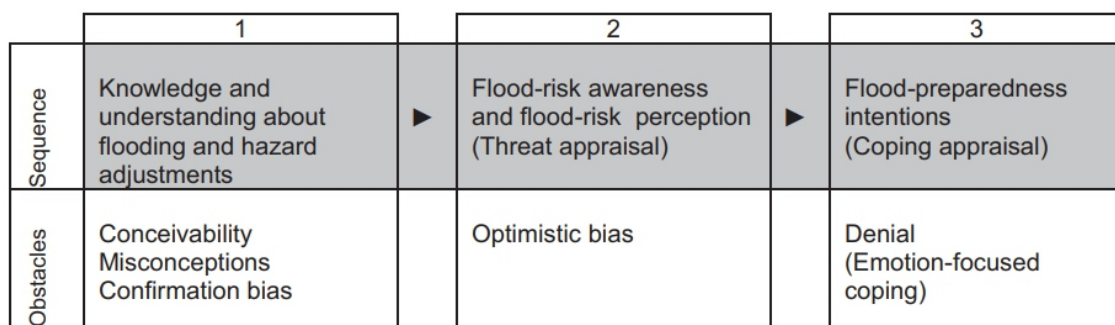 1
2
3
Sequence
Knowledge and
understanding about
flooding and hazard
adjustments
►
Flood-risk awareness
and flood-risk perception
(Threat appraisal)
►
Flood-preparedness
intentions
(Coping appraisal)
Obstacles
Conceivability
Misconceptions
Confirmation bias
Optimistic bias
Denial
(Emotion-focused
coping)